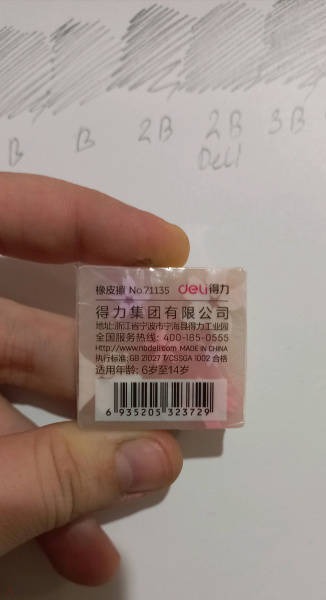 B B 2B 2B 3B
Deli
橡皮擦 No.71135 deli得力
得力集团有限公司
地址:浙江省宁波市宁海县得力工业园
全国服务热线: 400-185-0555
Http://www.nbdeli.com MADE IN CHINA
执行标准: GB 21027 T/CSSGA 1002 合格
适用年龄: 6岁至14岁
6 935205 323729